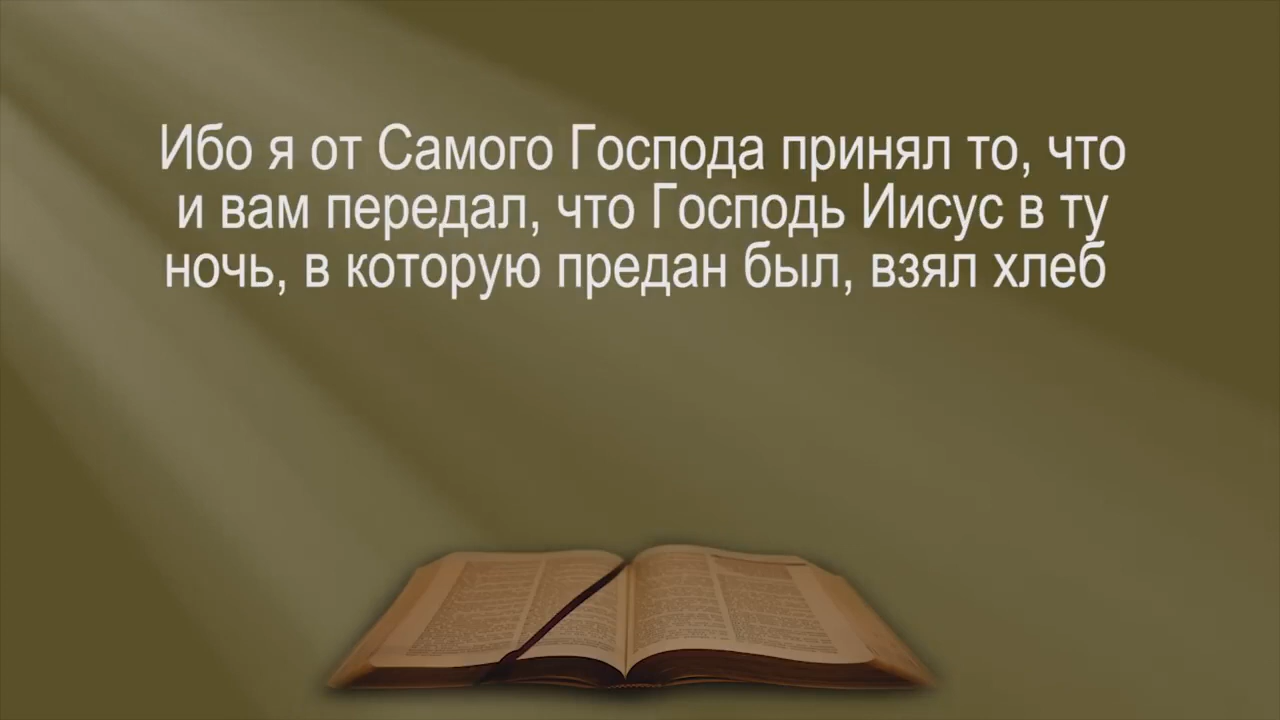 Ибо я от Самого Господа принял то, что
и вам передал, что Господь Иисус в ту
ночь, в которую предан был, взял хлеб